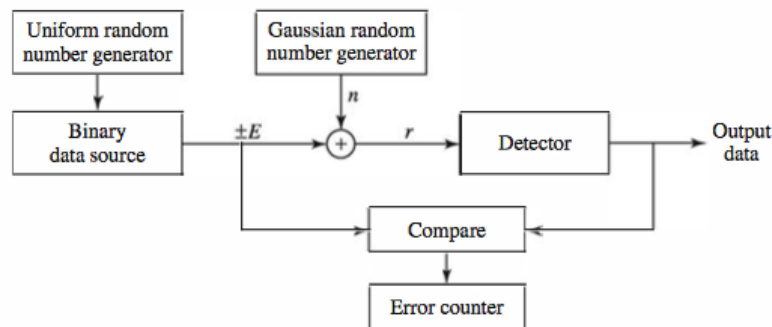 Uniform random
number generator
Gaussian random
number generator
n
Binary
data source
±E
+
r
Detector
Output
data
Compare
Error counter